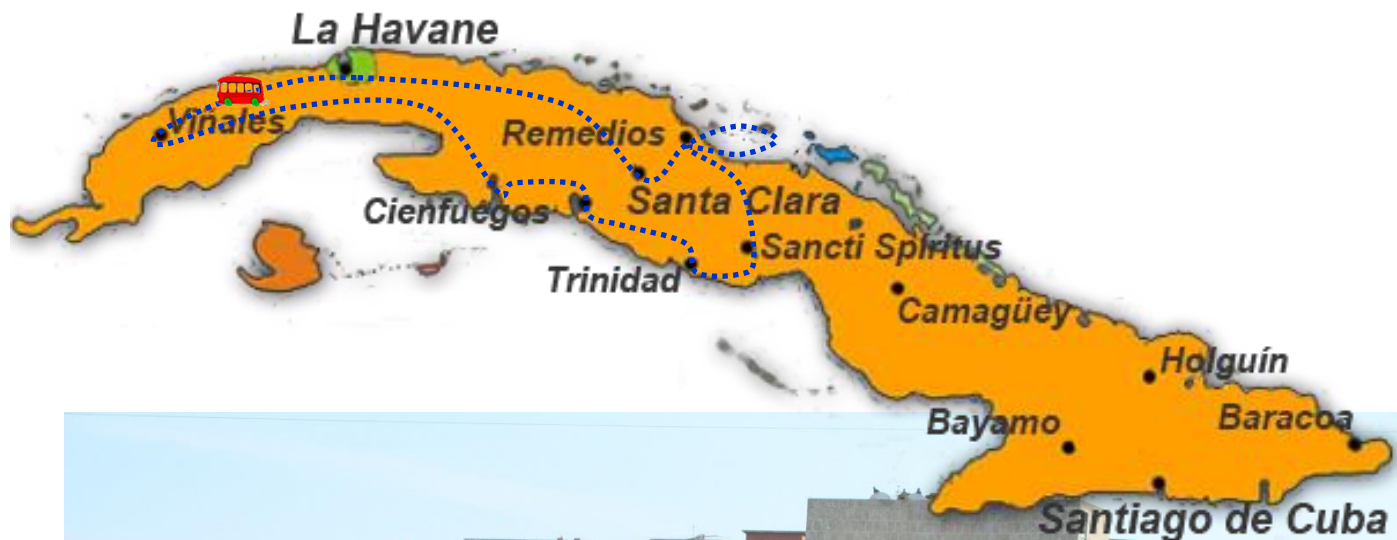 La Havane
Viñales
Remedios
Santa Clara
Cienfuegos
Sancti Spiritus
Trinidad
Camagüey
Holguín
Baracoa
Bayamo
Santiago de Cuba